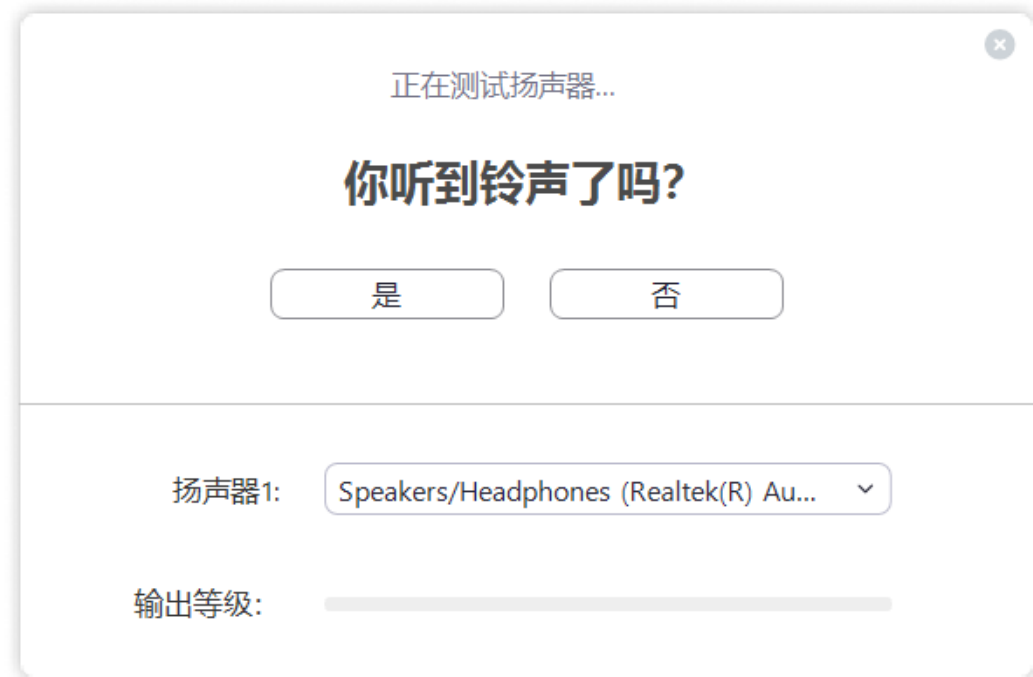 正在测试扬声器...
你听到铃声了吗?
是
否
扬声器1:
Speakers/Headphones (Realtek(R) Au...
输出等级: